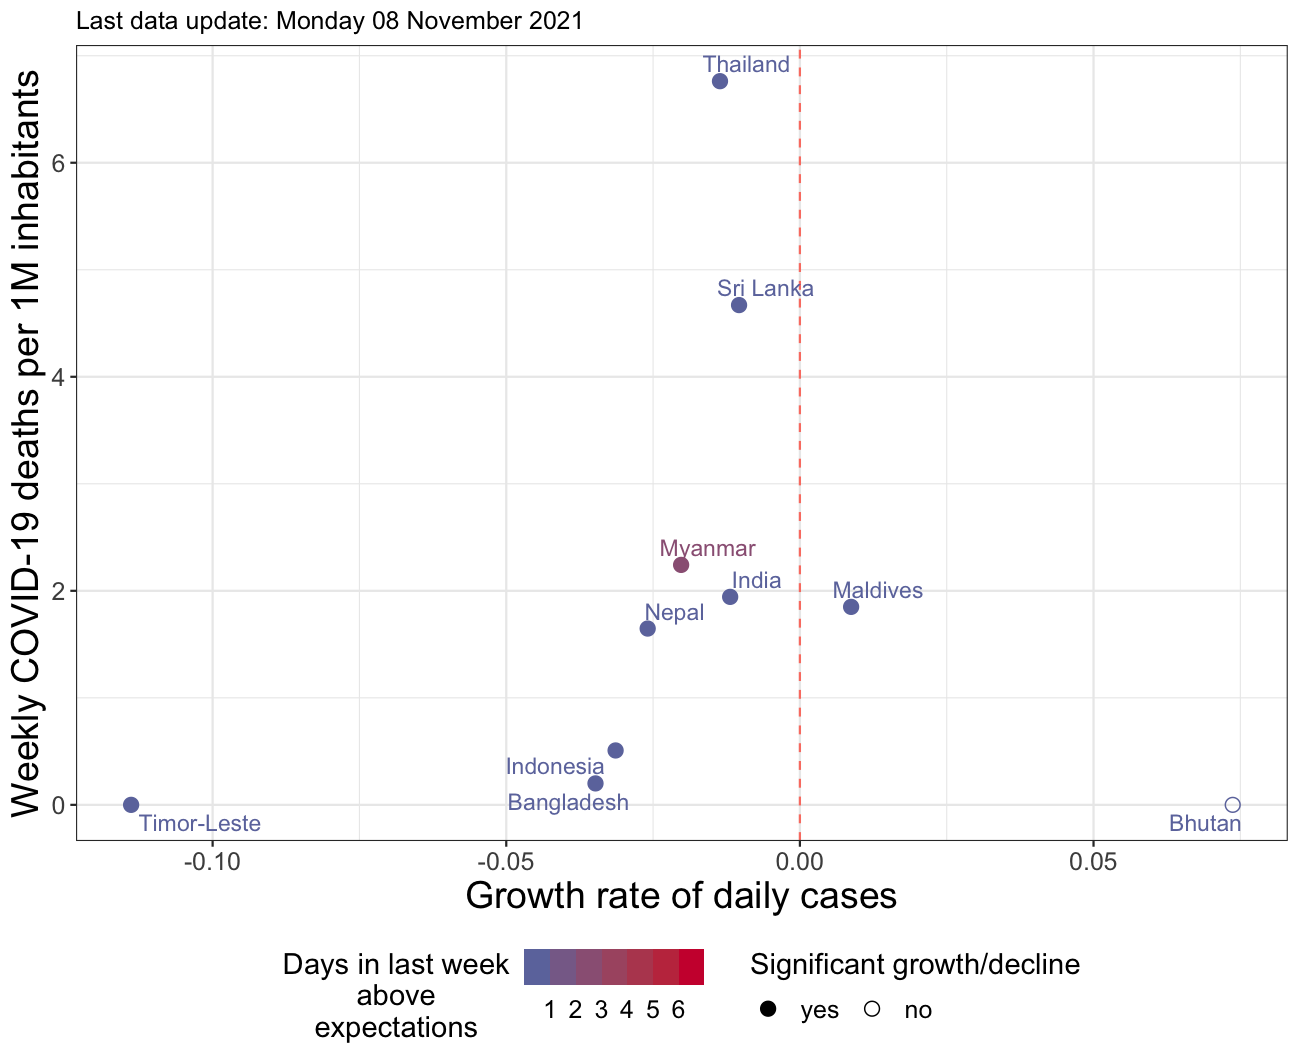 Last data update: Monday 08 November 2021
Weekly COVID-19 deaths per 1M inhabitants
Thailand
6
Sri Lanka
4
Myanmar
India
2
Maldives
Nepal
Indonesia
Bangladesh
0
Timor-Leste
Bhutan
-0.10 -0.05 0.00 0.05
Growth rate of daily cases
Days in last week
above
expectations
1 2 3 4 5 6
Significant growth/decline
yes no